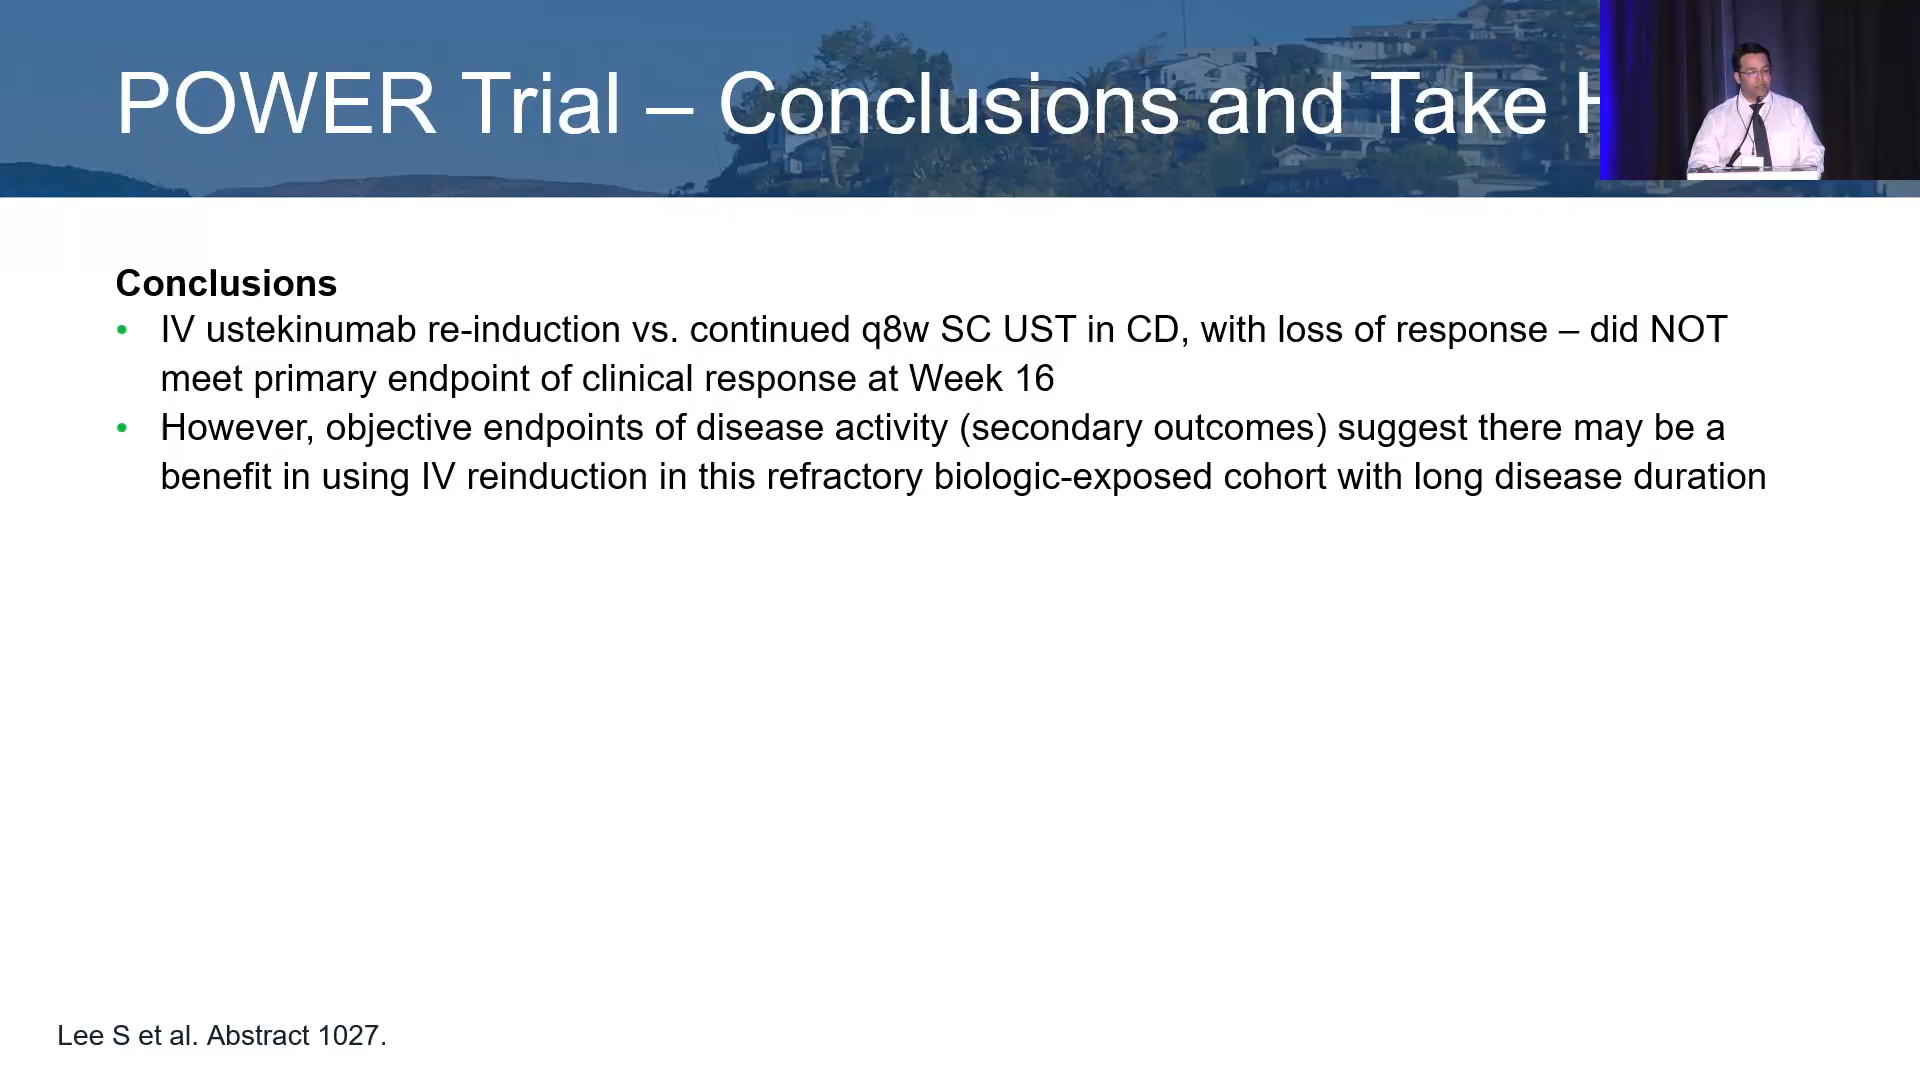 POWER Trial – Conclusions and Take
Conclusions
• IV ustekinumab re-induction vs. continued q8w SC UST in CD, with loss of response – did NOT
meet primary endpoint of clinical response at Week 16
• However, objective endpoints of disease activity (secondary outcomes) suggest there may be a
benefit in using IV reinduction in this refractory biologic-exposed cohort with long disease duration
Lee S et al. Abstract 1027.